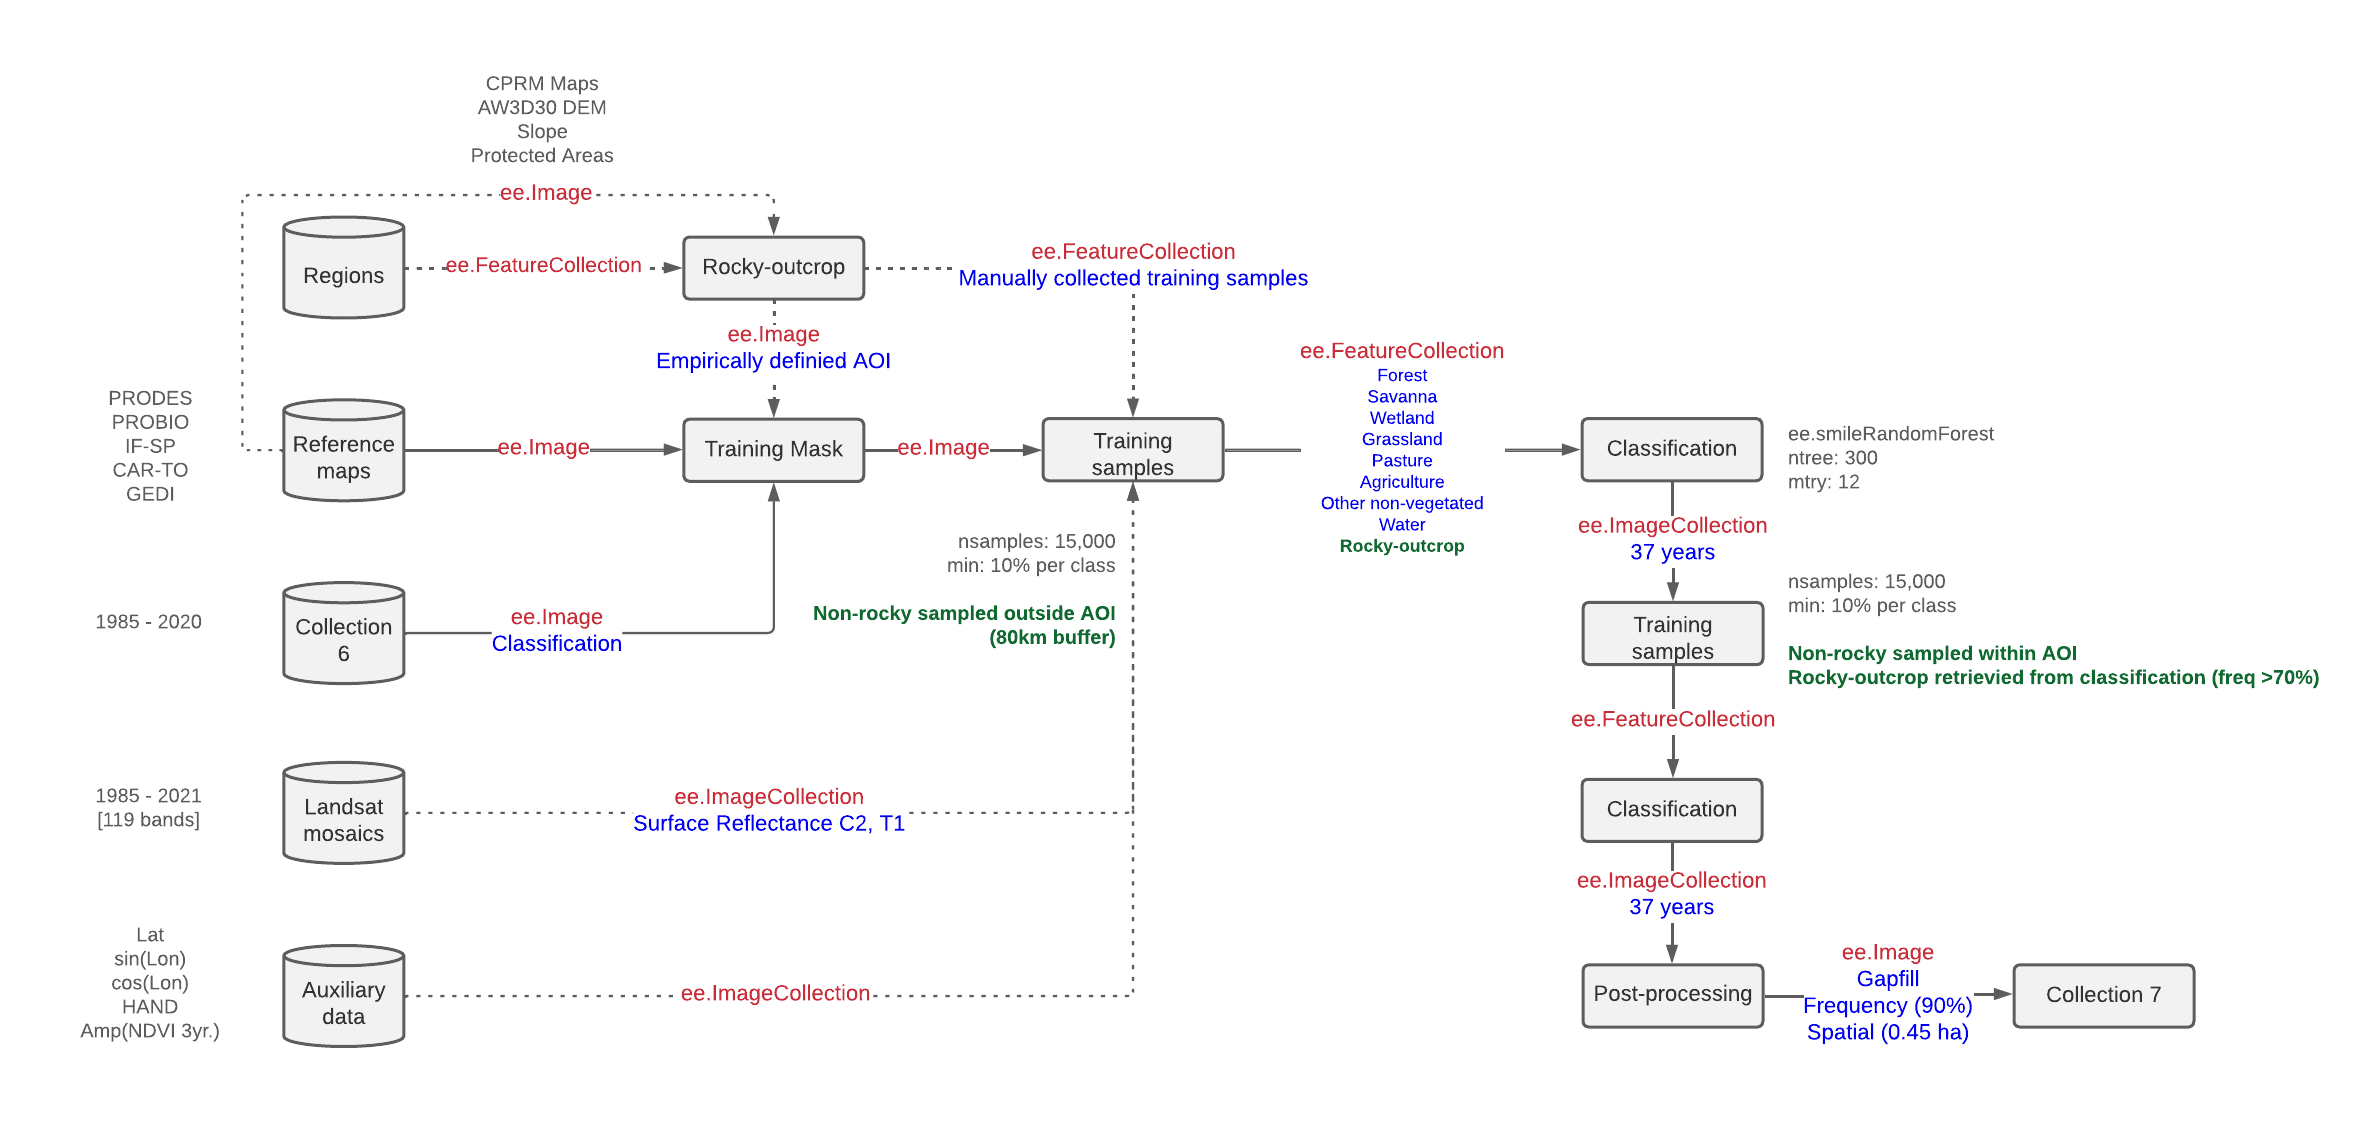 CPRM Maps
AW3D30 DEM
Slope
Protected Areas
ee.Image
Regions
ee.FeatureCollection
Rocky-outcrop
ee.FeatureCollection
Manually collected training samples
ee.Image
Empirically definied AOI
PRODES
PROBIO
IF-SP
CAR-TO
GEDI
Reference
maps
ee.Image
Training Mask
ee.Image
Training
samples
ee.FeatureCollection
Forest
Savanna
Wetland
Grassland
Pasture
Agriculture
Other non-vegetated
Water
Rocky-outcrop
Classification
ee.smileRandomForest
ntree: 300
mtry: 12
ee.ImageCollection
37 years
nsamples: 15,000
min: 10% per class
Non-rocky sampled outside AOI
(80km buffer)
1985 - 2020
Collection
6
ee.Image
Classification
Training
samples
nsamples: 15,000
min: 10% per class
Non-rocky sampled within AOI
Rocky-outcrop retrievied from classification (freq >70%)
ee.FeatureCollection
1985 - 2021
[119 bands]
Landsat
mosaics
ee.ImageCollection
Surface Reflectance C2, T1
Classification
ee.ImageCollection
37 years
Lat
sin(Lon)
cos(Lon)
HAND
Amp(NDVI 3yr.)
Auxiliary
data
ee.ImageCollection
Post-processing
ee.Image
Gapfill
Frequency (90%)
Spatial (0.45 ha)
Collection 7